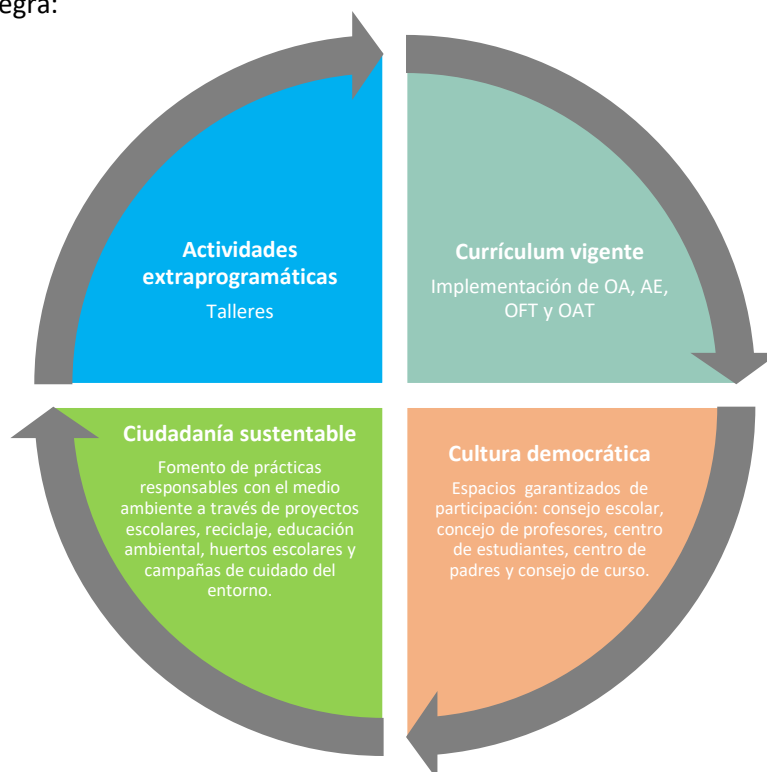 egra:
Actividades
extraprogramáticas
Talleres
Currículum vigente
Implementación de OA, AE,
OFT y OAT
Ciudadanía sustentable
Fomento de prácticas
responsables con el medio
ambiente a través de proyectos
escolares, reciclaje, educación
ambiental, huertos escolares y
campañas de cuidado del
entorno.
Cultura democrática
Espacios garantizados de
participación: consejo escolar,
concejo de profesores, centro
de estudiantes, centro de
padres y consejo de curso.